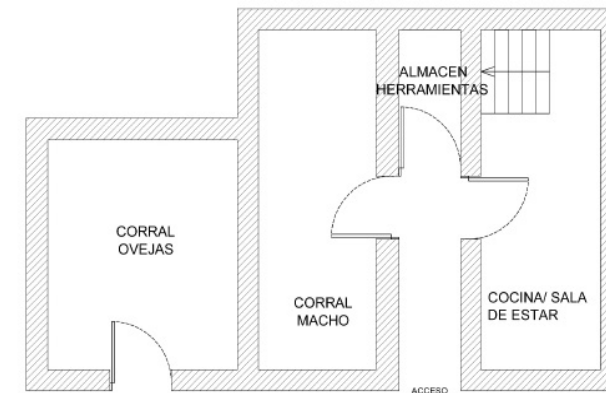 ALMACEN
HERRAMIENTAS
CORRAL
OVEJAS
CORRAL
MACHO
COCINA/ SALA
DE ESTAR
ACCESO